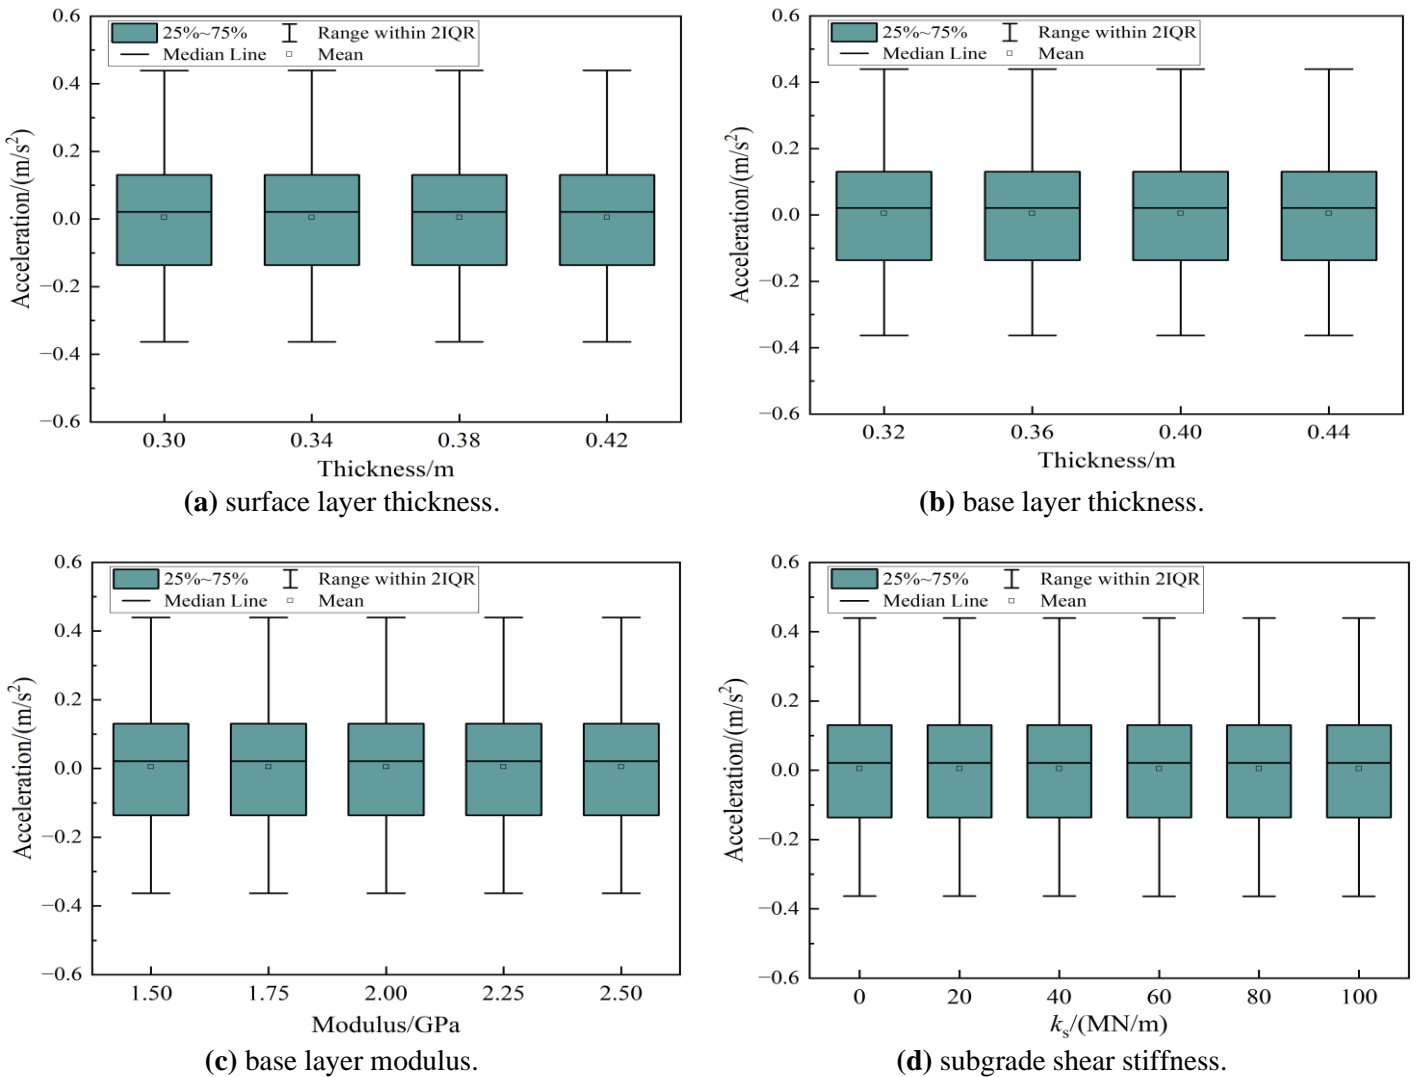 0.6
0.4
0.2
0.0
−0.2
−0.4
−0.6
Acceleration/(m/s²)
25%~75%
Range within 2IQR
Median Line
Mean
0.30 0.34 0.38 0.42
Thickness/m
(a) surface layer thickness.
0.6
0.4
0.2
0.0
−0.2
−0.4
−0.6
Acceleration/(m/s²)
25%~75%
Range within 2IQR
Median Line
Mean
0.32 0.36 0.40 0.44
Thickness/m
(b) base layer thickness.
0.6
0.4
0.2
0.0
−0.2
−0.4
−0.6
Acceleration/(m/s²)
25%~75%
Range within 2IQR
Median Line
Mean
1.50 1.75 2.00 2.25 2.50
Modulus/GPa
(c) base layer modulus.
0.6
0.4
0.2
0.0
−0.2
−0.4
−0.6
Acceleration/(m/s²)
25%~75%
Range within 2IQR
Median Line
Mean
0 20 40 60 80 100
kₛ/(MN/m)
(d) subgrade shear stiffness.